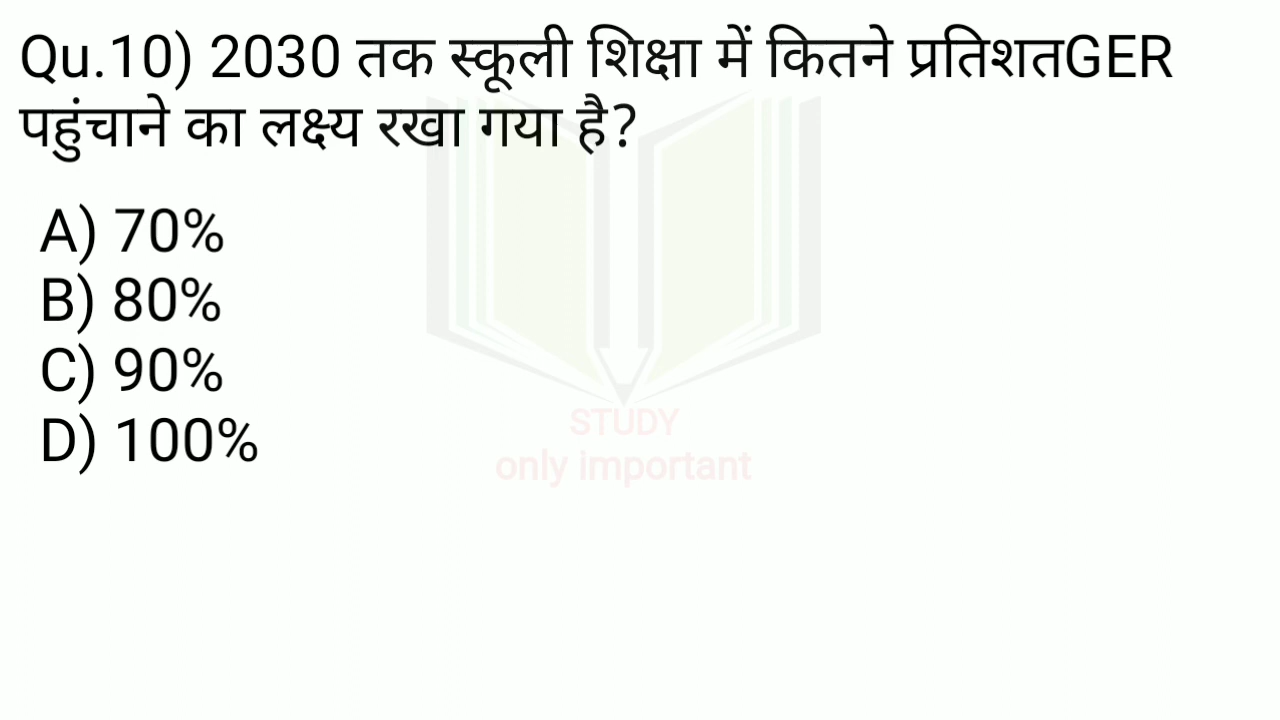 Qu.10) 2030 तक स्कूली शिक्षा में कितने प्रतिशतGER
पहुंचाने का लक्ष्य रखा गया है?
A) 70%
B) 80%
C) 90%
D) 100%
STUDY
only important